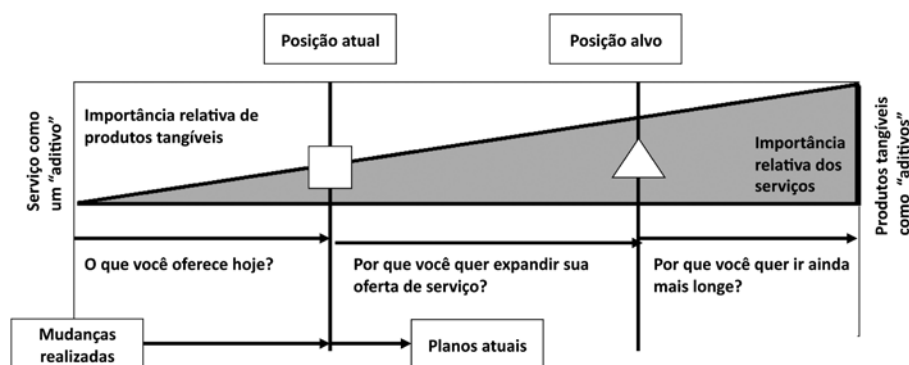 Posição atual
Posição alvo
Serviço como
um “aditivo”
Importância relativa de
produtos tangíveis
Importância
relativa dos
serviços
Produtos tangíveis
como “aditivos”
O que você oferece hoje?
Por que você quer expandir sua
oferta de serviço?
Por que você quer ir ainda
mais longe?
Mudanças
realizadas
Planos atuais